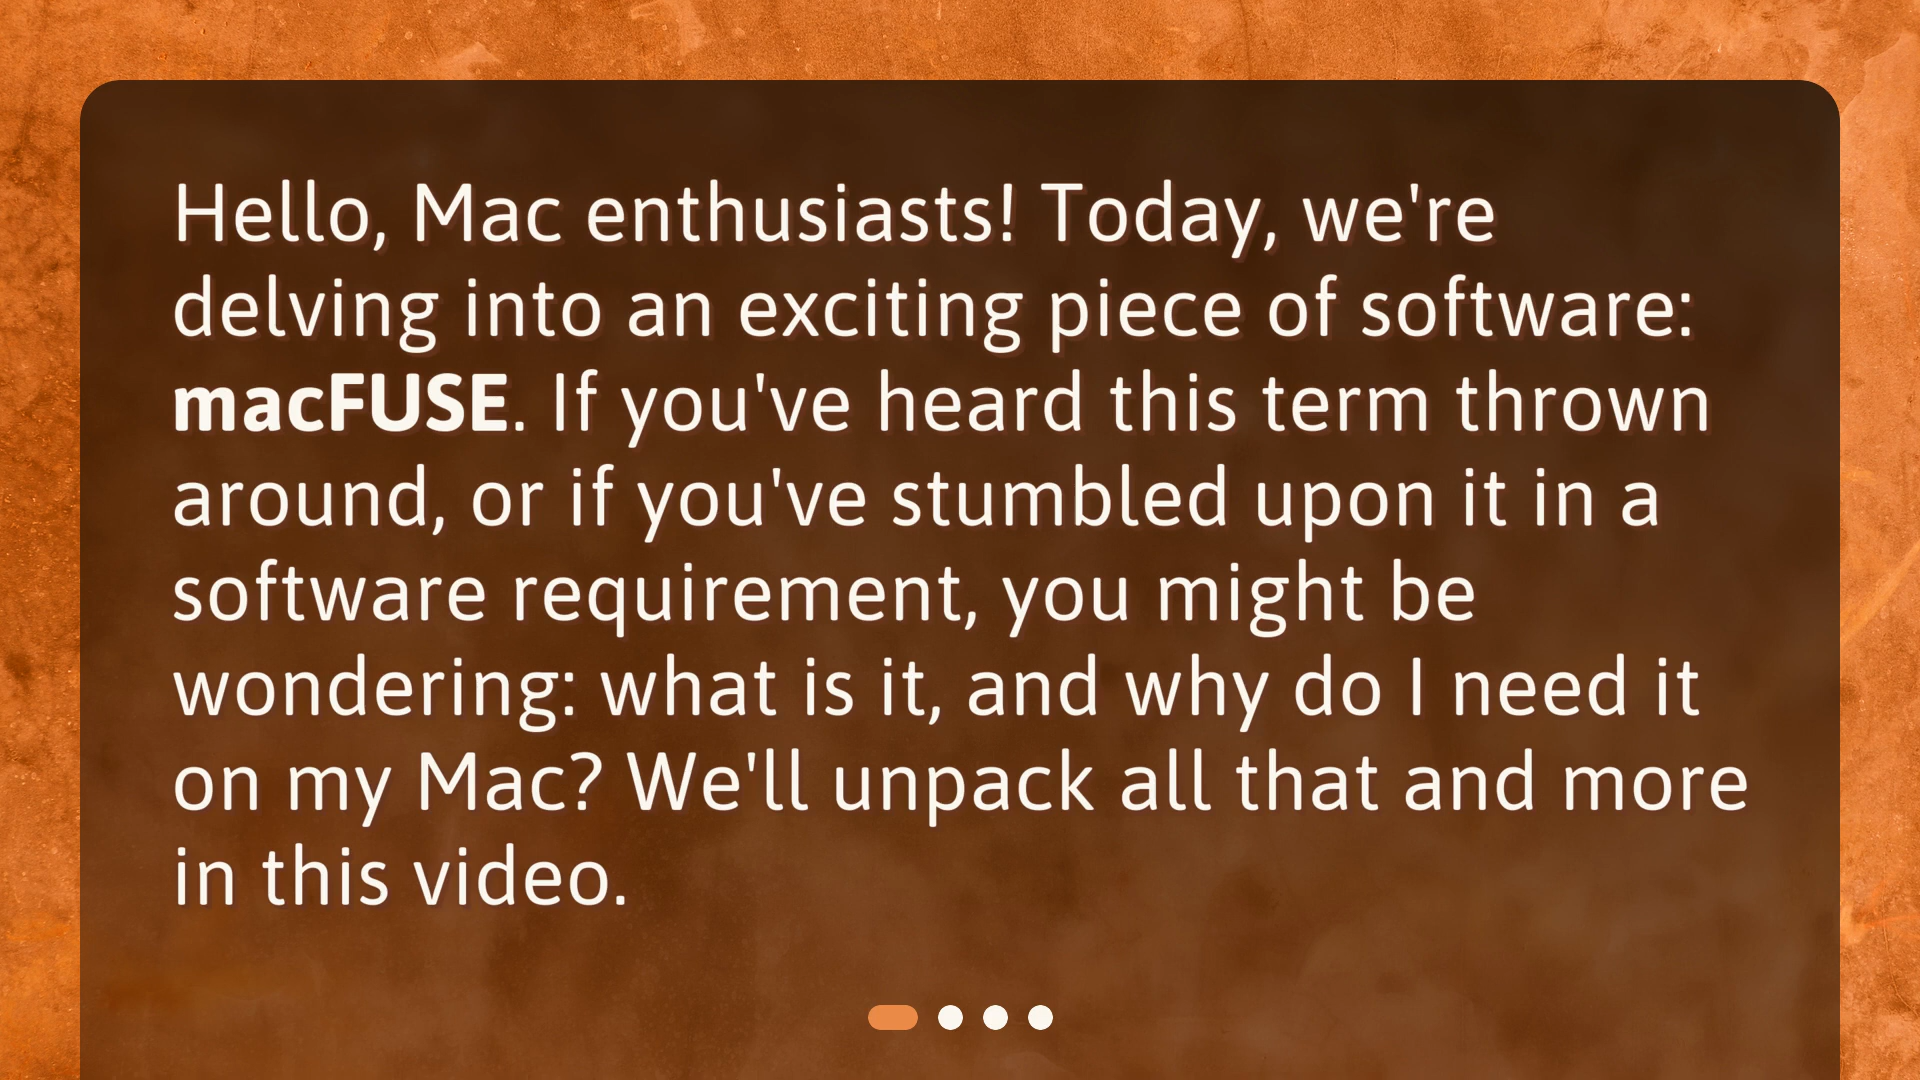 Hello, Mac enthusiasts! Today, we're
delving into an exciting piece of software:
macFUSE. If you've heard this term thrown
around, or if you've stumbled upon it in a
software requirement, you might be
wondering: what is it, and why do I need it
on my Mac? We'll unpack all that and more
in this video.